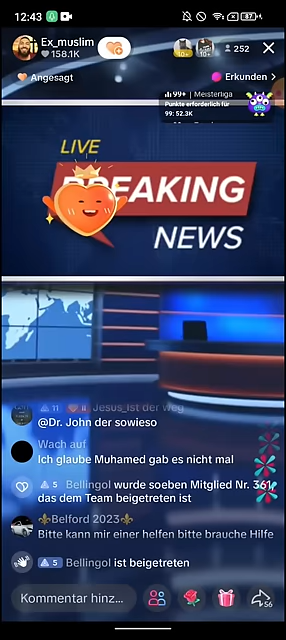 12:43
87
Ex_muslim
158.1K
10+ 10+
252
Angesagt
Erkunden >
99+ | Meisterliga
Punkte erforderlich für
99: 52.3K
LIVE
BREAKING
NEWS
11 Jesus_ist der weg
@Dr. John der sowieso
Wach auf
Ich glaube Muhamed gab es nicht mal
5 Bellingol wurde soeben Mitglied Nr. 361,
das dem Team beigetreten ist
⚜Belford 2023⚜
Bitte kann mir einer helfen bitte brauche Hilfe
5 Bellingol ist beigetreten
Kommentar hinz...
56